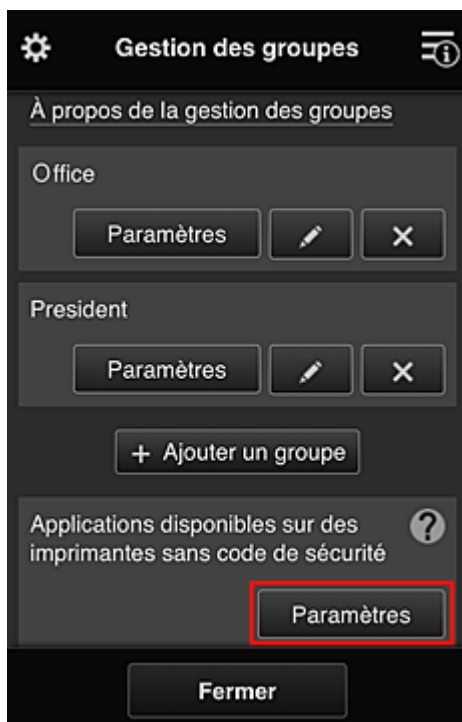 Gestion des groupes
À propos de la gestion des groupes
Office
Paramètres
President
Paramètres
+ Ajouter un groupe
Applications disponibles sur des
imprimantes sans code de sécurité
?
Paramètres
Fermer